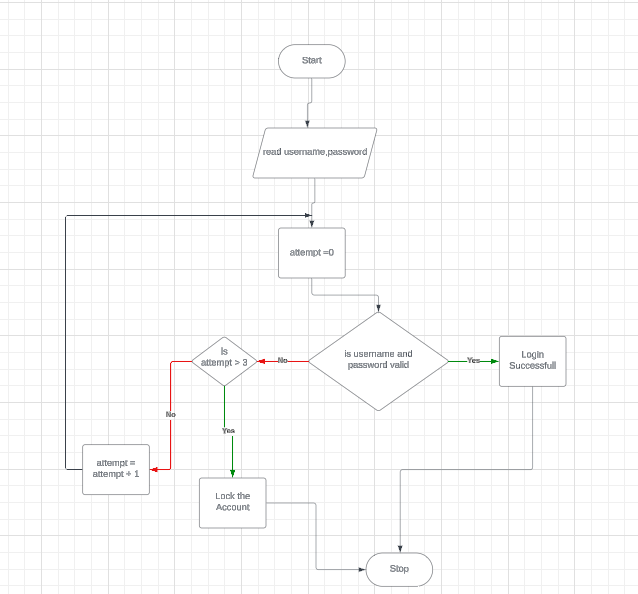 Start
read username,password
attempt =0
is username and
password valid
Yes
Login
Successfull
No
is
attempt > 3
No
Yes
attempt =
attempt + 1
Lock the
Account
Stop